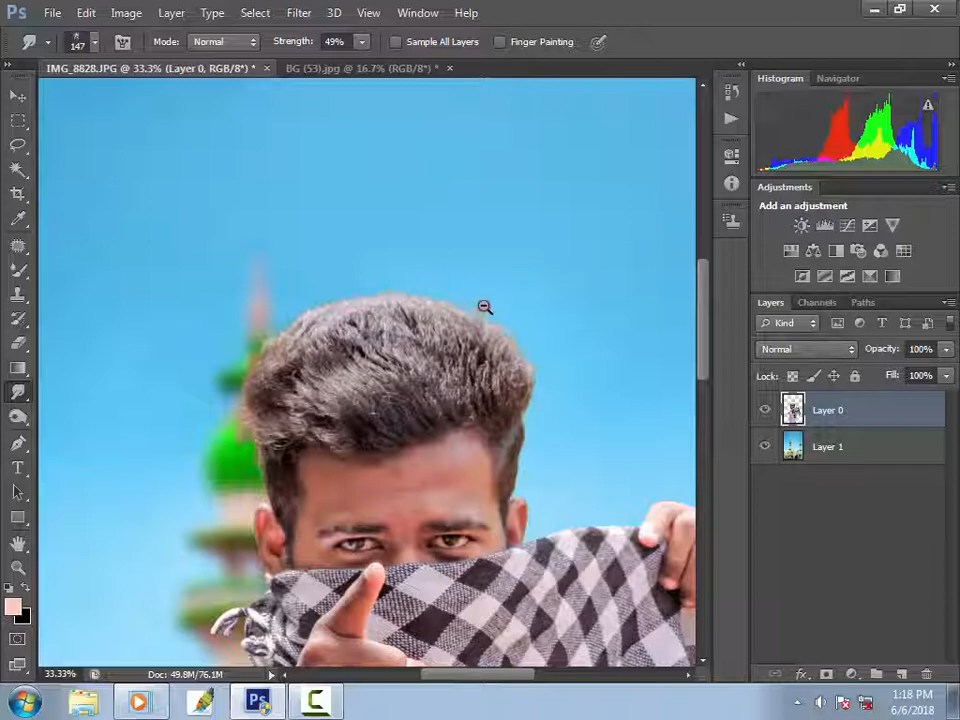 Ps File Edit Image Layer Type Select Filter 3D View Window Help
147 Mode: Normal Strength: 49% Sample All Layers Finger Painting
IMG_8828.JPG @ 33.3% (Layer 0, RGB/8*) * × BG (53).jpg @ 16.7% (RGB/8*) * ×
Histogram Navigator
Adjustments
Add an adjustment
Layers Channels Paths
Kind
Normal Opacity: 100%
Lock: Fill: 100%
Layer 0
Layer 1
T
33.33% Doc: 49.8M/76.1M
fx
Ps C 1:18 PM
6/6/2018